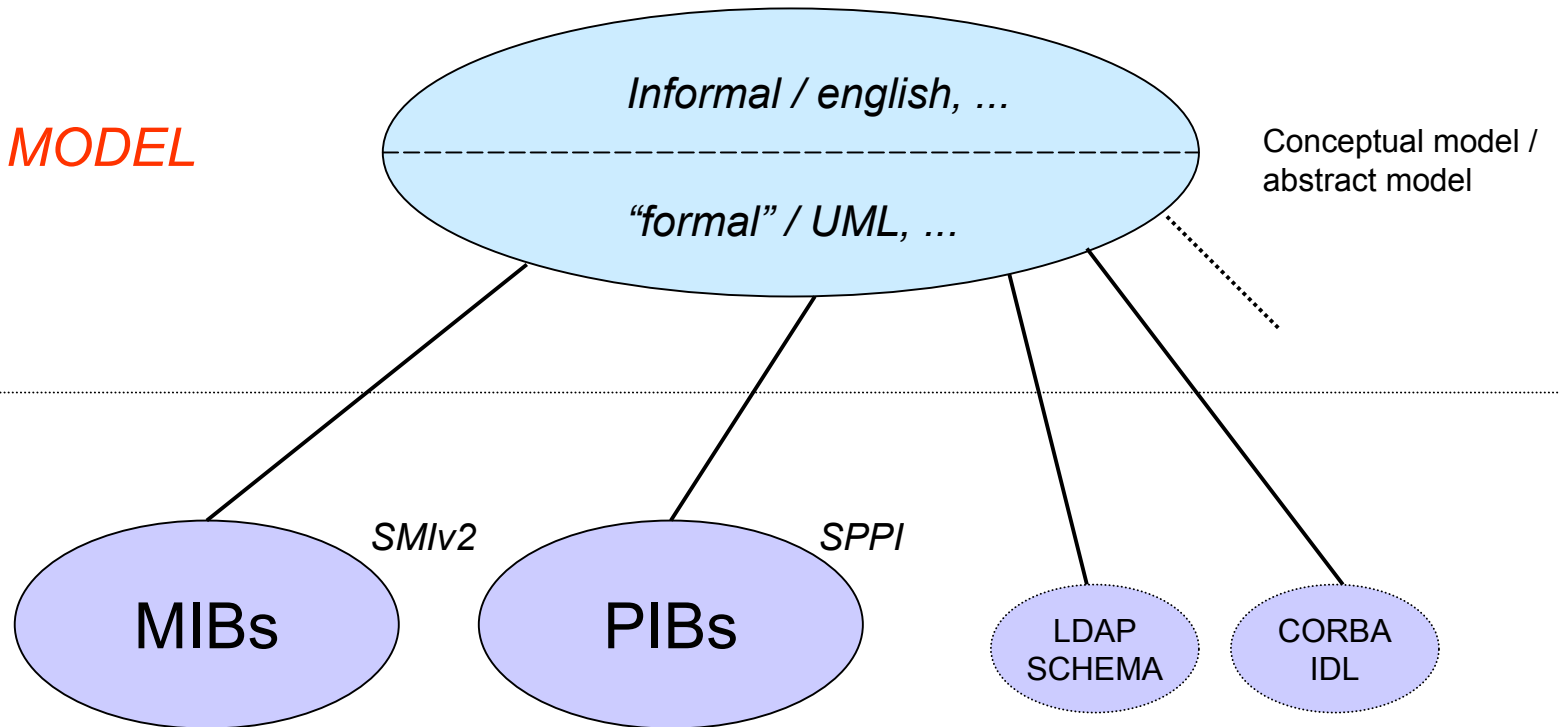 Informal / english, ...
MODEL
Conceptual model /
abstract model
“formal” / UML, ...
SMIv2
SPPI
MIBs
PIBs
LDAP
SCHEMA
CORBA
IDL